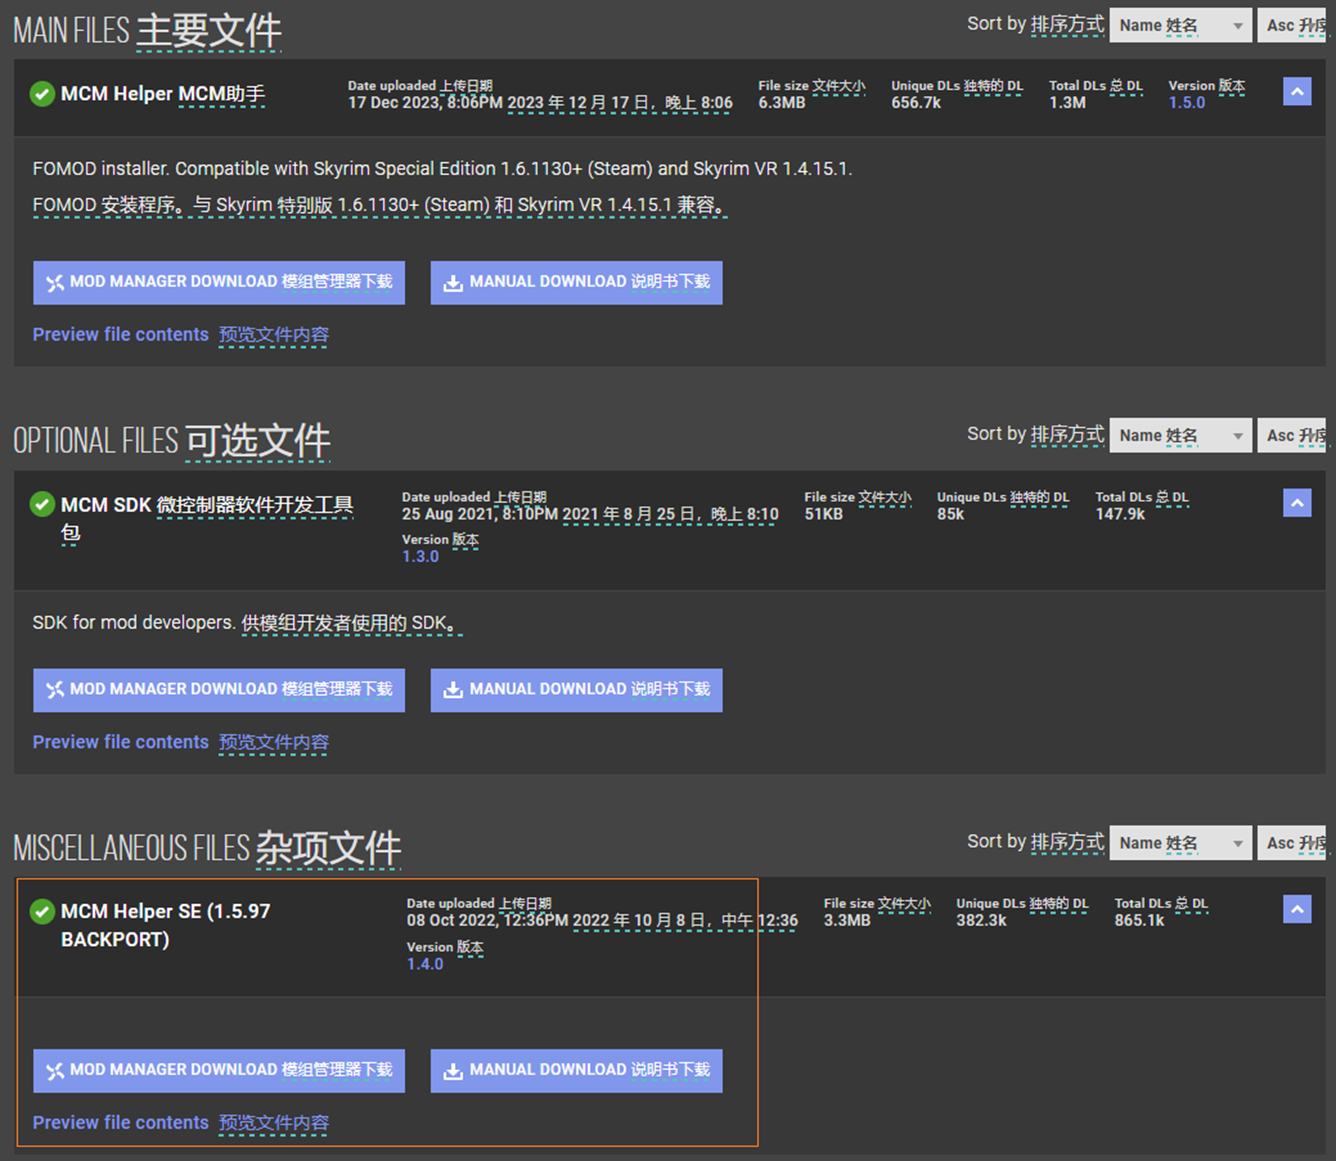 MAIN FILES 主要文件
Sort by 排序方式 Name 姓名 Asc 升序
MCM Helper MCM助手
Date uploaded 上传日期
17 Dec 2023, 8:06PM 2023 年 12 月 17 日，晚上 8:06
File size 文件大小
6.3MB
Unique DLs 独特的 DL
656.7k
Total DLs 总 DL
1.3M
Version 版本
1.5.0
FOMOD installer. Compatible with Skyrim Special Edition 1.6.1130+ (Steam) and Skyrim VR 1.4.15.1.
FOMOD 安装程序。与 Skyrim 特别版 1.6.1130+ (Steam) 和 Skyrim VR 1.4.15.1 兼容。
MOD MANAGER DOWNLOAD 模组管理器下载
MANUAL DOWNLOAD 说明书下载
Preview file contents 预览文件内容
OPTIONAL FILES 可选文件
Sort by 排序方式 Name 姓名 Asc 升序
MCM SDK 微控制器软件开发工具
包
Date uploaded 上传日期
25 Aug 2021, 8:10PM 2021 年 8 月 25 日，晚上 8:10
File size 文件大小
51KB
Unique DLs 独特的 DL
85k
Total DLs 总 DL
147.9k
Version 版本
1.3.0
SDK for mod developers. 供模组开发者使用的 SDK。
MOD MANAGER DOWNLOAD 模组管理器下载
MANUAL DOWNLOAD 说明书下载
Preview file contents 预览文件内容
MISCELLANEOUS FILES 杂项文件
Sort by 排序方式 Name 姓名 Asc 升序
MCM Helper SE (1.5.97
BACKPORT)
Date uploaded 上传日期
08 Oct 2022, 12:36PM 2022 年 10 月 8 日，中午 12:36
File size 文件大小
3.3MB
Unique DLs 独特的 DL
382.3k
Total DLs 总 DL
865.1k
Version 版本
1.4.0
MOD MANAGER DOWNLOAD 模组管理器下载
MANUAL DOWNLOAD 说明书下载
Preview file contents 预览文件内容